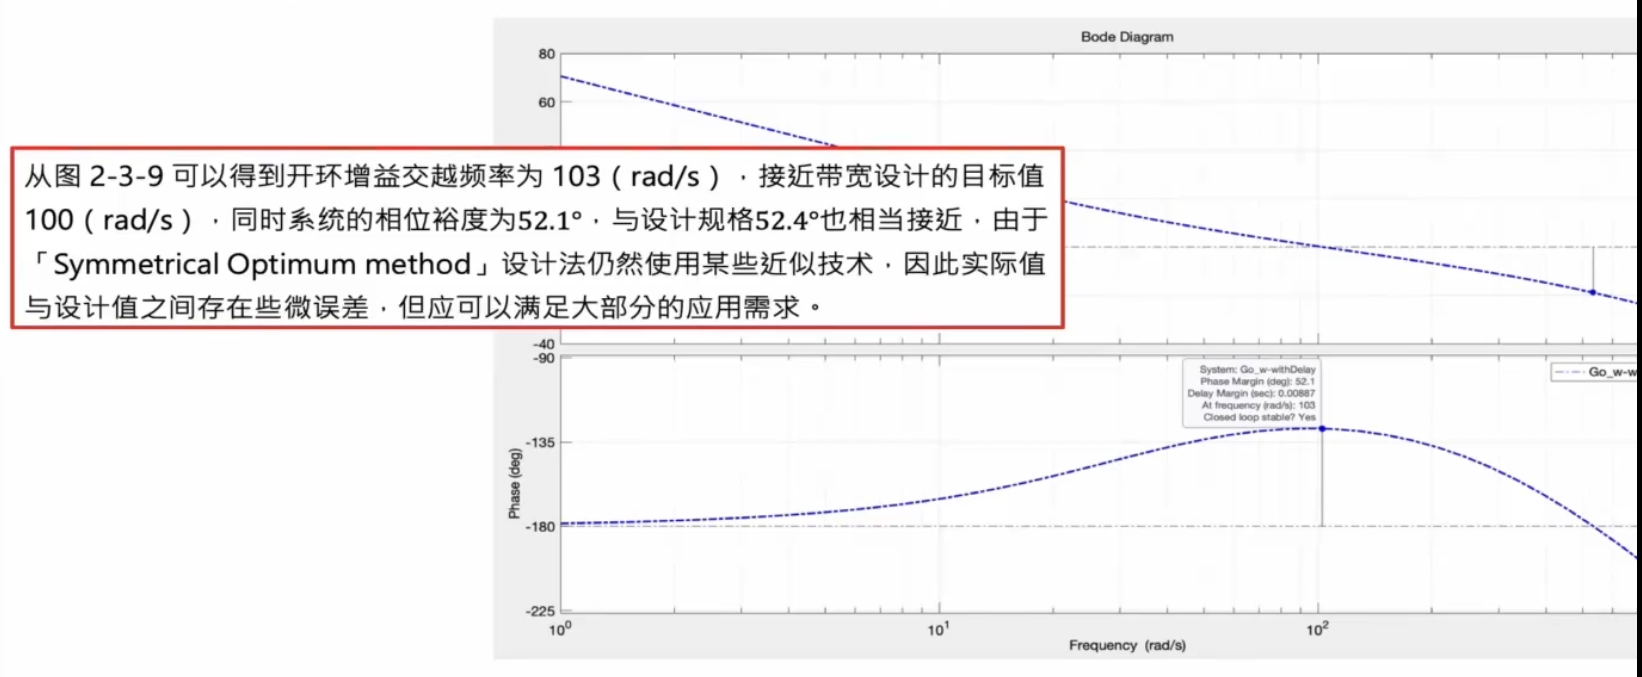 Bode Diagram
80
60
从图 2-3-9 可以得到开环增益交越频率为 103（rad/s），接近带宽设计的目标值
100（rad/s），同时系统的相位裕度为52.1°，与设计规格52.4°也相当接近，由于
「Symmetrical Optimum method」设计法仍然使用某些近似技术，因此实际值
与设计值之间存在些微误差，但应可以满足大部分的应用需求。
-40
-90
System: Go_w-withDelay
Phase Margin (deg): 52.1
Delay Margin (sec): 0.00887
At frequency (rad/s): 103
Closed loop stable? Yes
Go_w-w
-135
Phase (deg)
-180
-225
10⁰ 10¹ 10²
Frequency (rad/s)